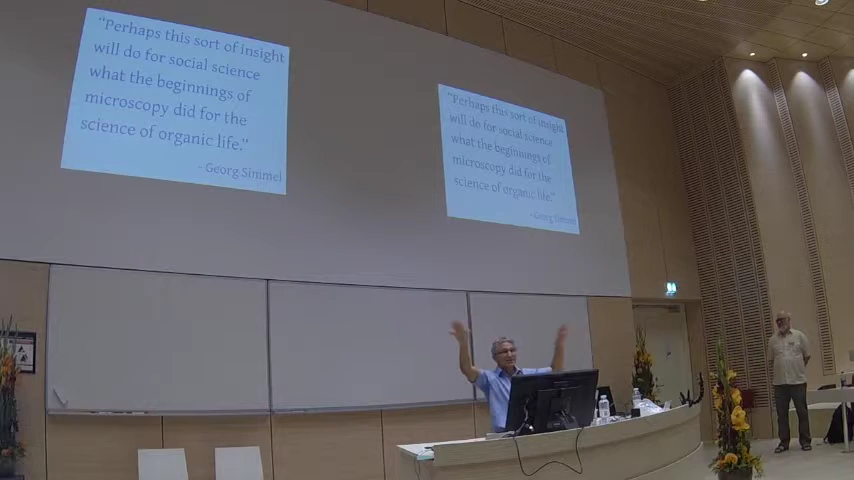 “Perhaps this sort of insight
will do for social science
what the beginnings of
microscopy did for the
science of organic life.”
- Georg Simmel
“Perhaps this sort of insight
will do for social science
what the beginnings of
microscopy did for the
science of organic life.”
- Georg Simmel